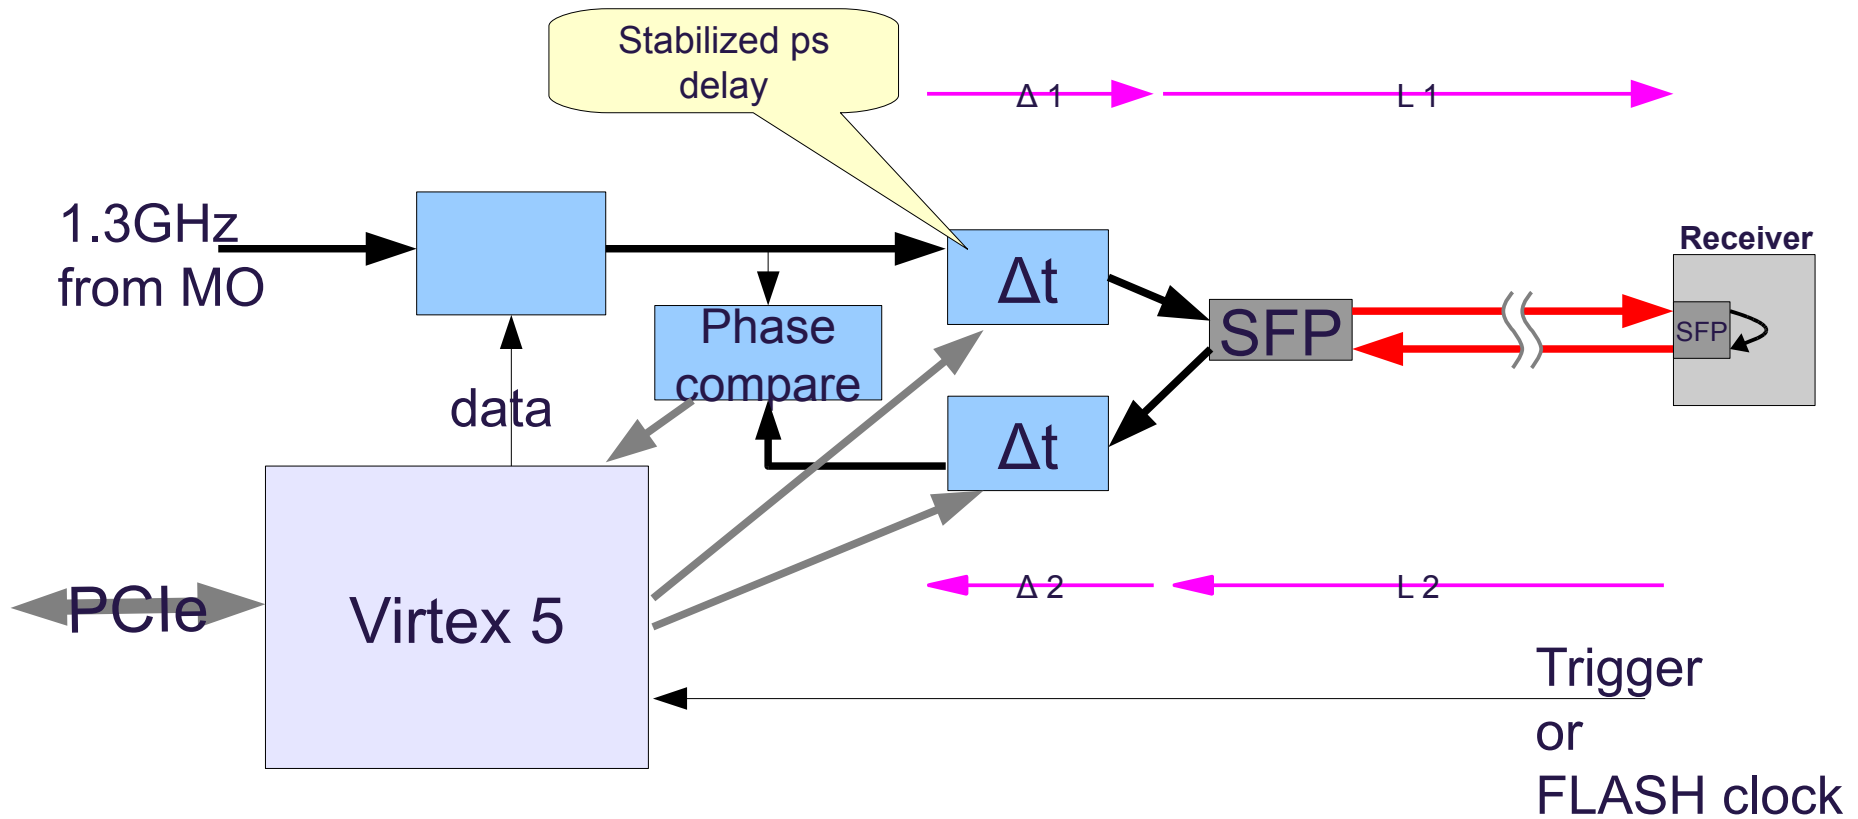 Stabilized ps
delay
Δ 1
L 1
1.3GHz
from MO
Δt
Receiver
Phase
compare
SFP
SFP
data
Δt
PCIe
Virtex 5
Δ 2
L 2
Trigger
or
FLASH clock